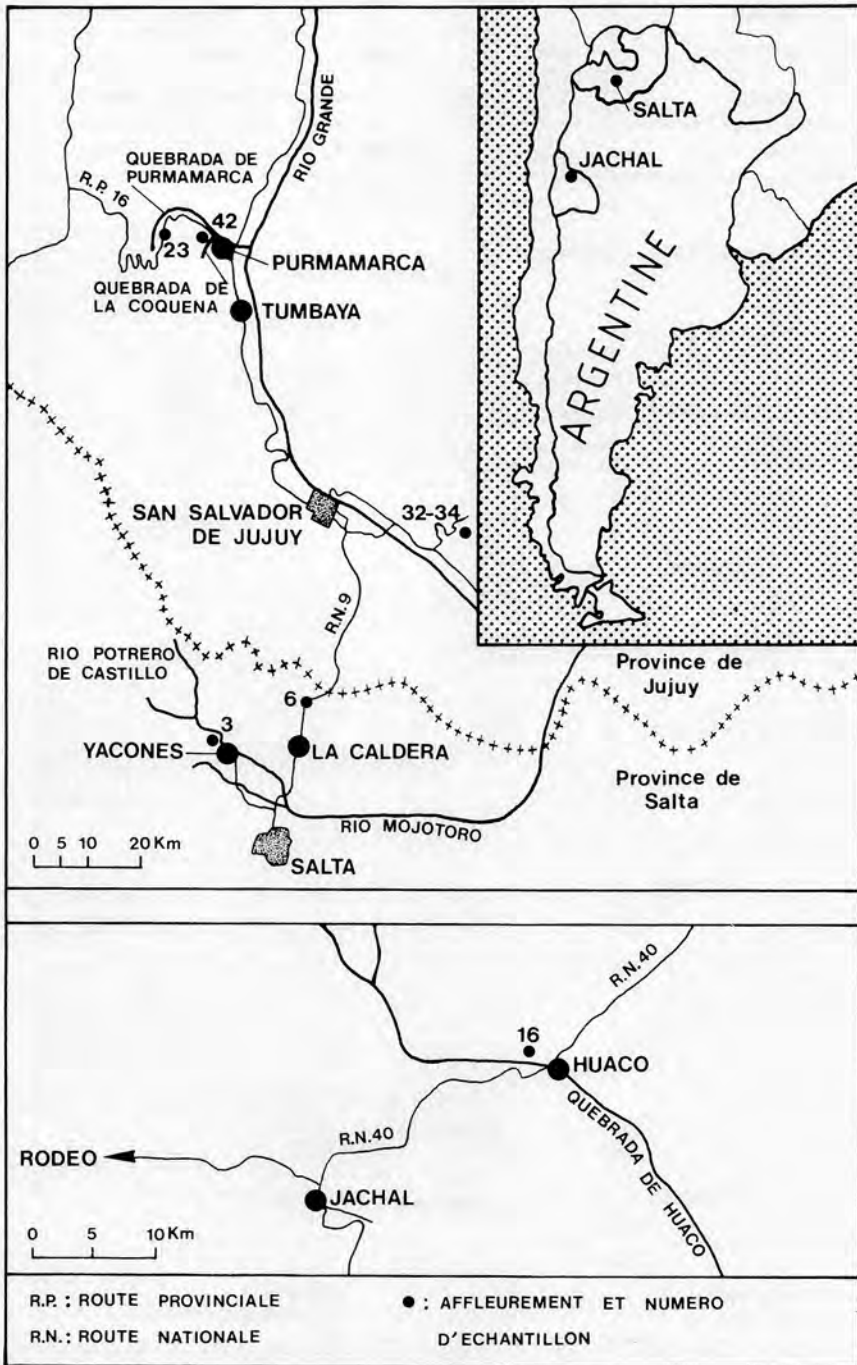 QUEBRADA DE
PURMAMARCA
R.P. 16
RIO GRANDE
42
23
PURMAMARCA
QUEBRADA DE
LA COQUENA
TUMBAYA
SAN SALVADOR
DE JUJUY
32-34
R.N.9
RIO POTRERO
DE CASTILLO
6
3
YACONES
LA CALDERA
Province de
Jujuy
Province de
Salta
RIO MOJOTORO
0 5 10 20 Km
SALTA
SALTA
JACHAL
ARGENTINE
R.N.40
16
HUACO
QUEBRADA DE HUACO
R.N.40
RODEO
JACHAL
0 5 10 Km
R.P. : ROUTE PROVINCIALE
R.N. : ROUTE NATIONALE
● : AFFLEUREMENT ET NUMERO
D'ECHANTILLON